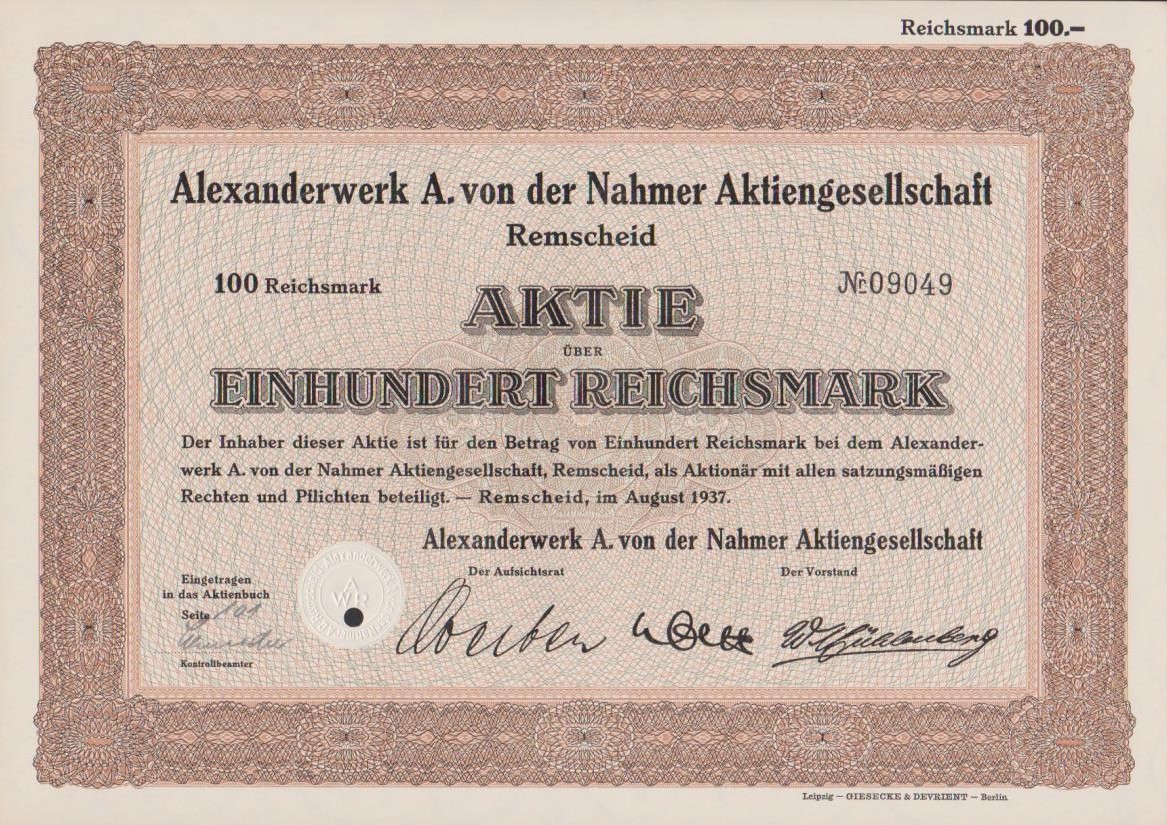 Reichsmark 100.—
Alexanderwerk A. von der Nahmer Aktiengesellschaft
Remscheid
100 Reichsmark
№ 09049
AKTIE
ÜBER
EINHUNDERT REICHSMARK
Der Inhaber dieser Aktie ist für den Betrag von Einhundert Reichsmark bei dem Alexander-
werk A. von der Nahmer Aktiengesellschaft, Remscheid, als Aktionär mit allen satzungsmäßigen
Rechten und Pflichten beteiligt. — Remscheid, im August 1937.
Alexanderwerk A. von der Nahmer Aktiengesellschaft
Der Aufsichtsrat
Der Vorstand
Eingetragen
in das Aktienbuch
Seite 101
Kontrollbeamter
Leipzig — GIESECKE & DEVRIENT — Berlin